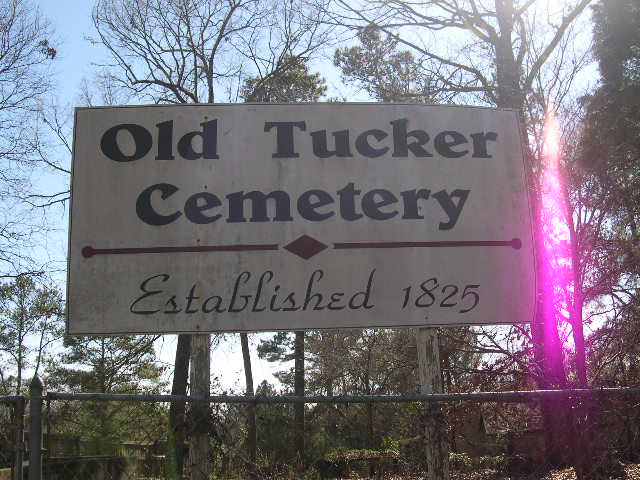 Old Tucker
Cemetery
Established 1825